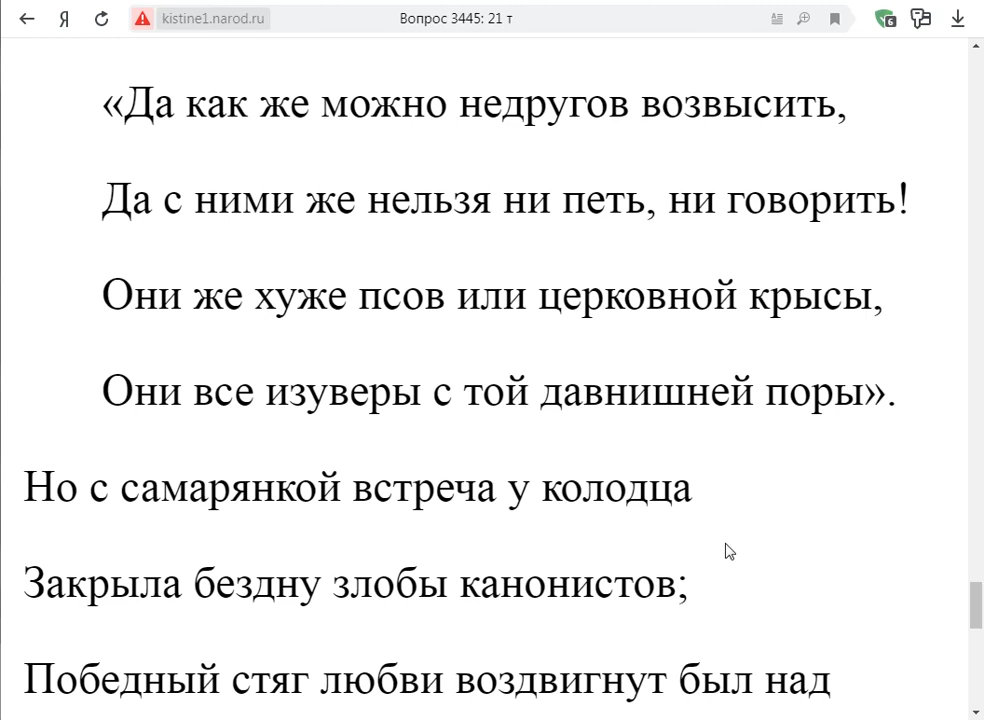 kistine1.narod.ru Вопрос 3445: 21 т 6
«Да как же можно недругов возвысить,
Да с ними же нельзя ни петь, ни говорить!
Они же хуже псов или церковной крысы,
Они все изуверы с той давнишней поры».
Но с самарянкой встреча у колодца
Закрыла бездну злобы канонистов;
Победный стяг любви воздвигнут был над